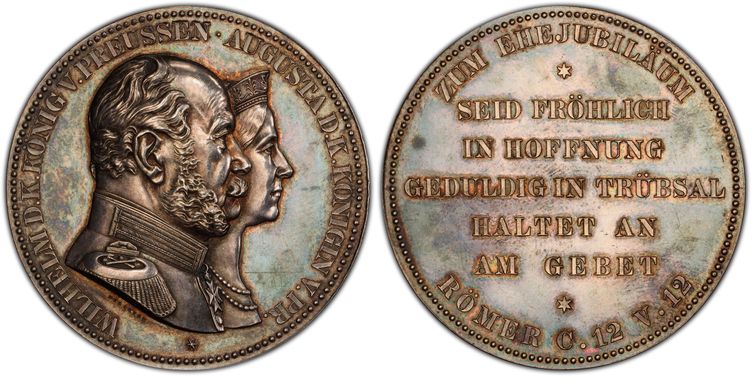 WILHELM D.K. KÖNIG V. PREUSSEN · AUGUSTA D.K. KÖNIGIN V. PR.
ZUM EHEJUBILÄUM
SEID FRÖHLICH
IN HOFFNUNG
GEDULDIG IN TRÜBSAL
HALTET AN
AM GEBET
RÖMER C. 12 V. 12